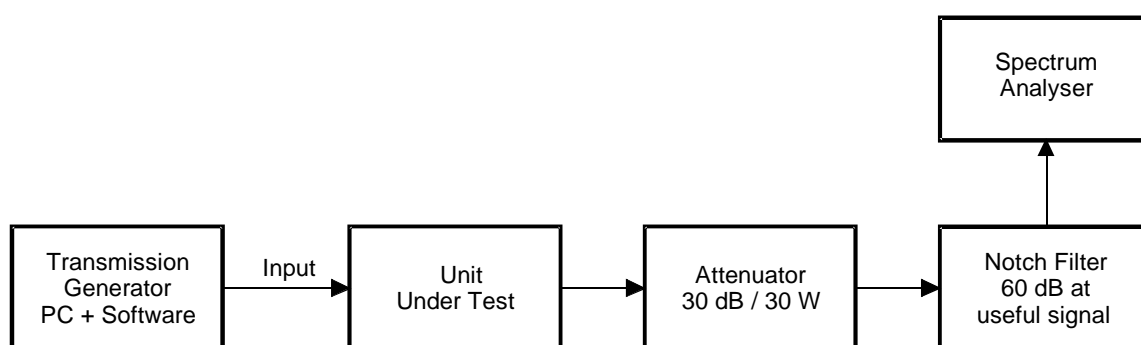 Spectrum
Analyser
Transmission
Generator
PC + Software
Input
Unit
Under Test
Attenuator
30 dB / 30 W
Notch Filter
60 dB at
useful signal